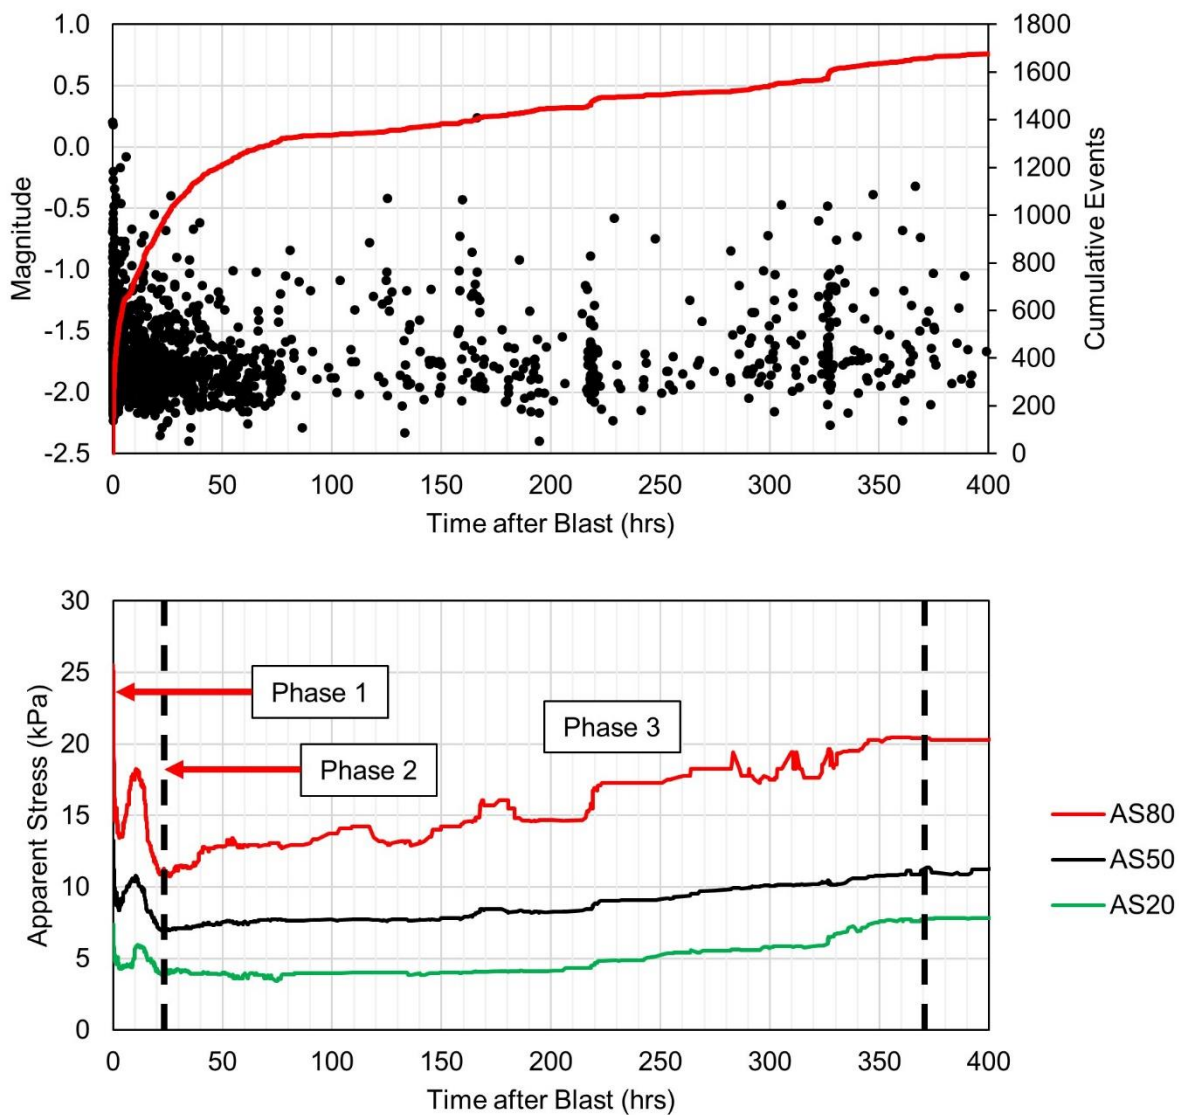 1.0
0.5
0.0
-0.5
-1.0
-1.5
-2.0
-2.5
Magnitude
1800
1600
1400
1200
1000
800
600
400
200
0
Cumulative Events
0 50 100 150 200 250 300 350 400
Time after Blast (hrs)
30
25
20
15
10
5
0
Apparent Stress (kPa)
Phase 1
Phase 2
Phase 3
AS80
AS50
AS20
0 50 100 150 200 250 300 350 400
Time after Blast (hrs)